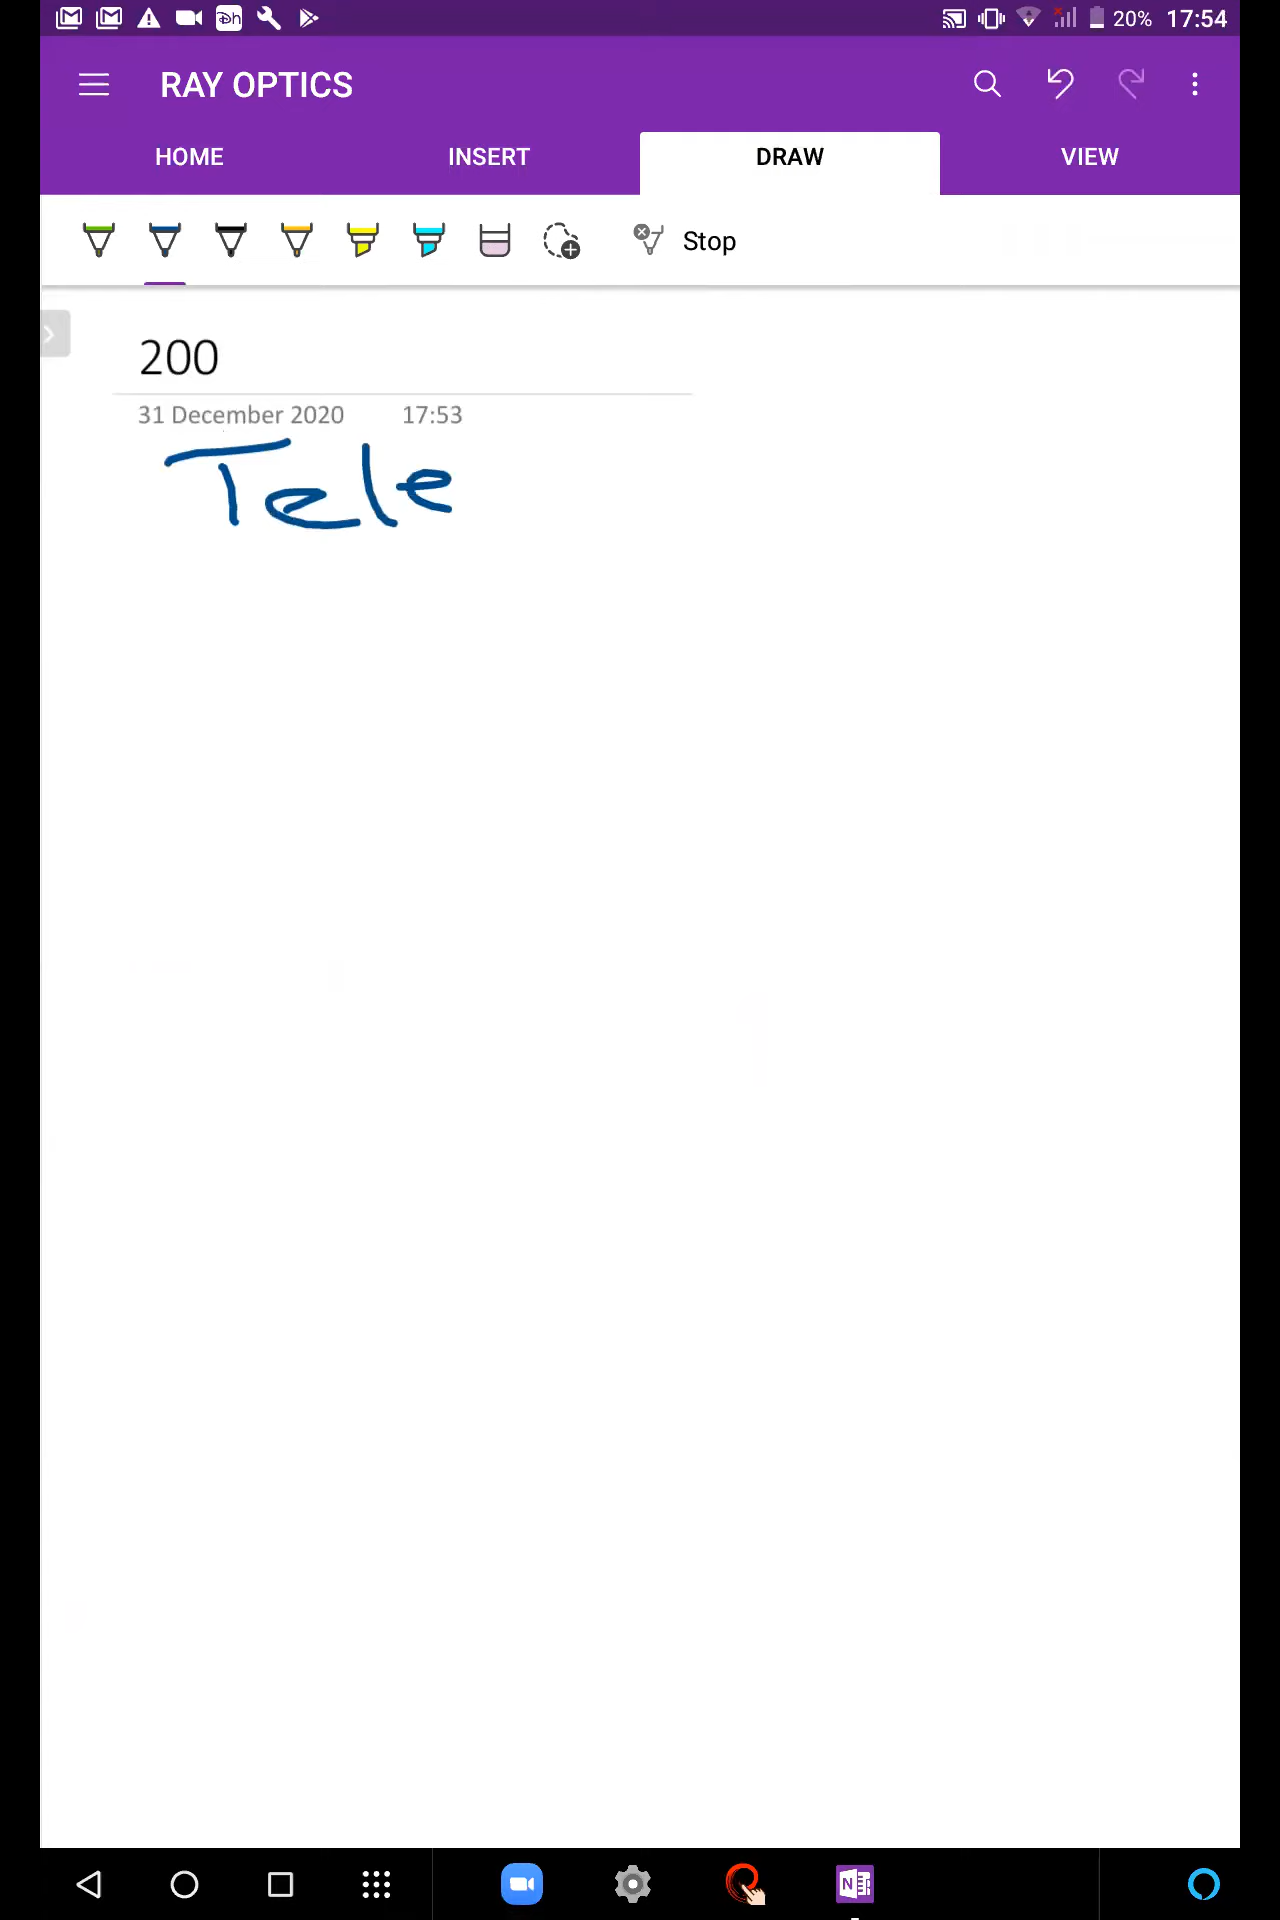 20% 17:54
RAY OPTICS
HOME INSERT DRAW VIEW
Stop
200
31 December 2020 17:53
Tele